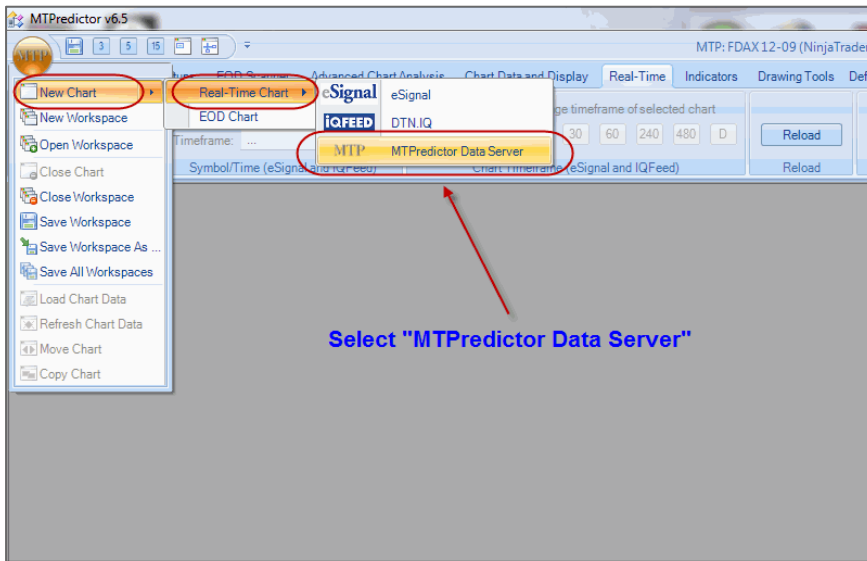 MTPredictor v6.5
MTP
3 5 15
MTP: FDAX 12-09 (NinjaTrader
EOD Scanner Advanced Chart Analysis Chart Data and Display Real-Time Indicators Drawing Tools
New Chart
Real-Time Chart
eSignal eSignal
timeframe of selected chart
New Workspace
EOD Chart
IQFEED DTN.IQ
Timeframe: ...
30 60 240 480 D
Reload
Open Workspace
MTP MTPredictor Data Server
Close Chart
Symbol/Time (eSignal and IQFeed)
Chart Timeframe (eSignal and IQFeed)
Reload
Close Workspace
Save Workspace
Save Workspace As ...
Save All Workspaces
Load Chart Data
Refresh Chart Data
Move Chart
Copy Chart
Select "MTPredictor Data Server"